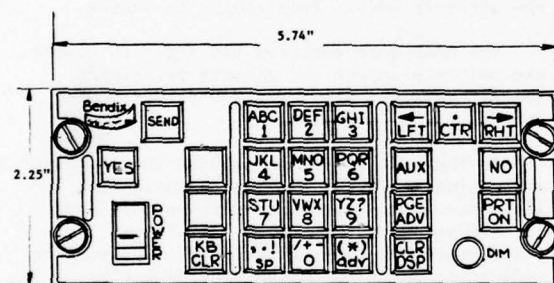 5.74"
2.25"
Bendix
SEND
ABC
1
DEF
2
GHI
3
←
LFT
·
CTR
→
RHT
YES
JKL
4
MNO
5
PQR
6
AUX
NO
POWER
STU
7
VWX
8
YZ?
9
PGE
ADV
PRT
ON
KB
CLR
, . !
sp
/ + -
0
( * )
adv
CLR
DSP
DIM